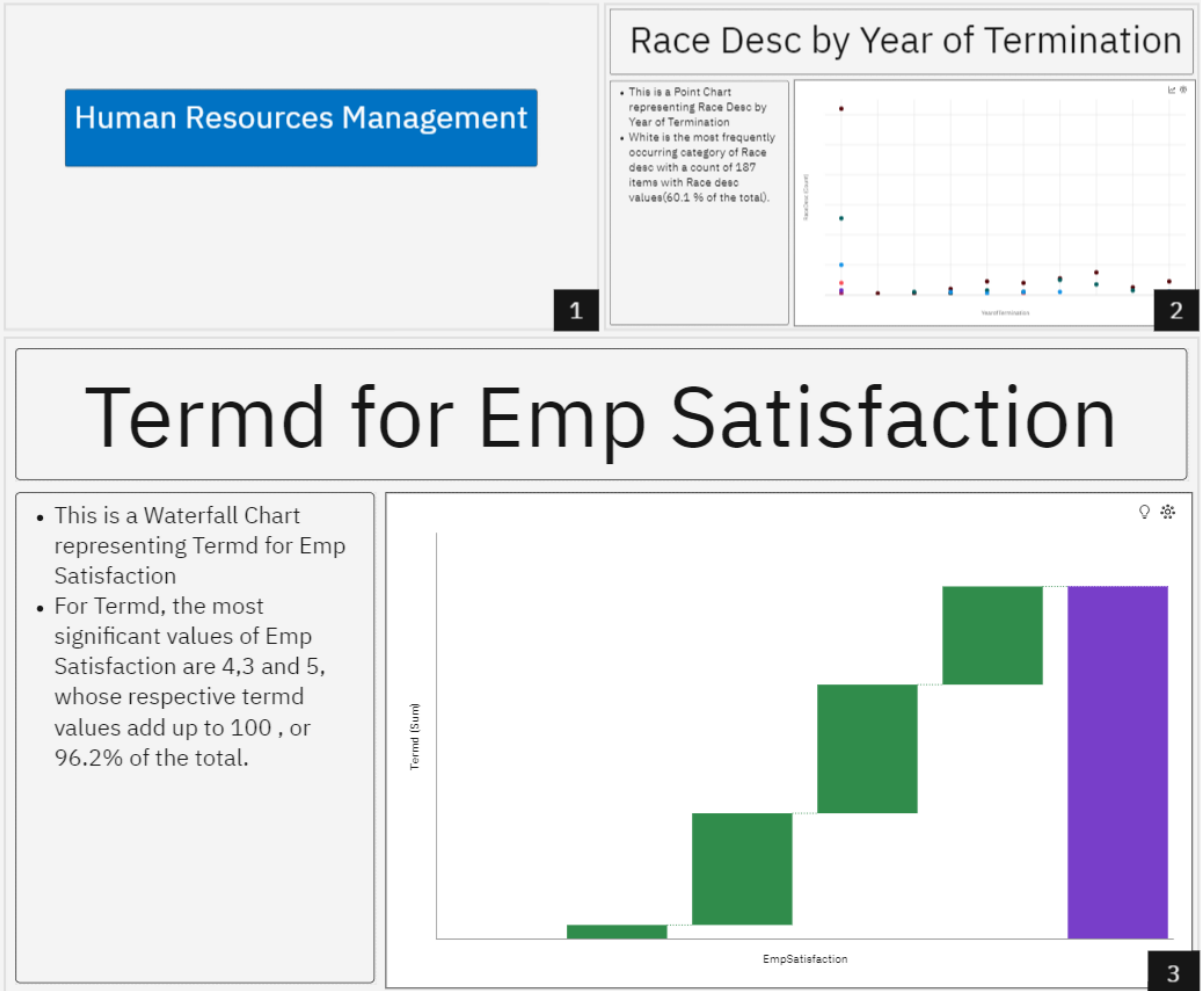 Human Resources Management
1
Race Desc by Year of Termination
• This is a Point Chart
representing Race Desc by
Year of Termination
• White is the most frequently
occurring category of Race
desc with a count of 187
items with Race desc
values(60.1 % of the total).
RaceDesc (Count)
YearofTermination
2
Termd for Emp Satisfaction
• This is a Waterfall Chart
representing Termd for Emp
Satisfaction
• For Termd, the most
significant values of Emp
Satisfaction are 4,3 and 5,
whose respective termd
values add up to 100 , or
96.2% of the total.
Termd (Sum)
EmpSatisfaction
3